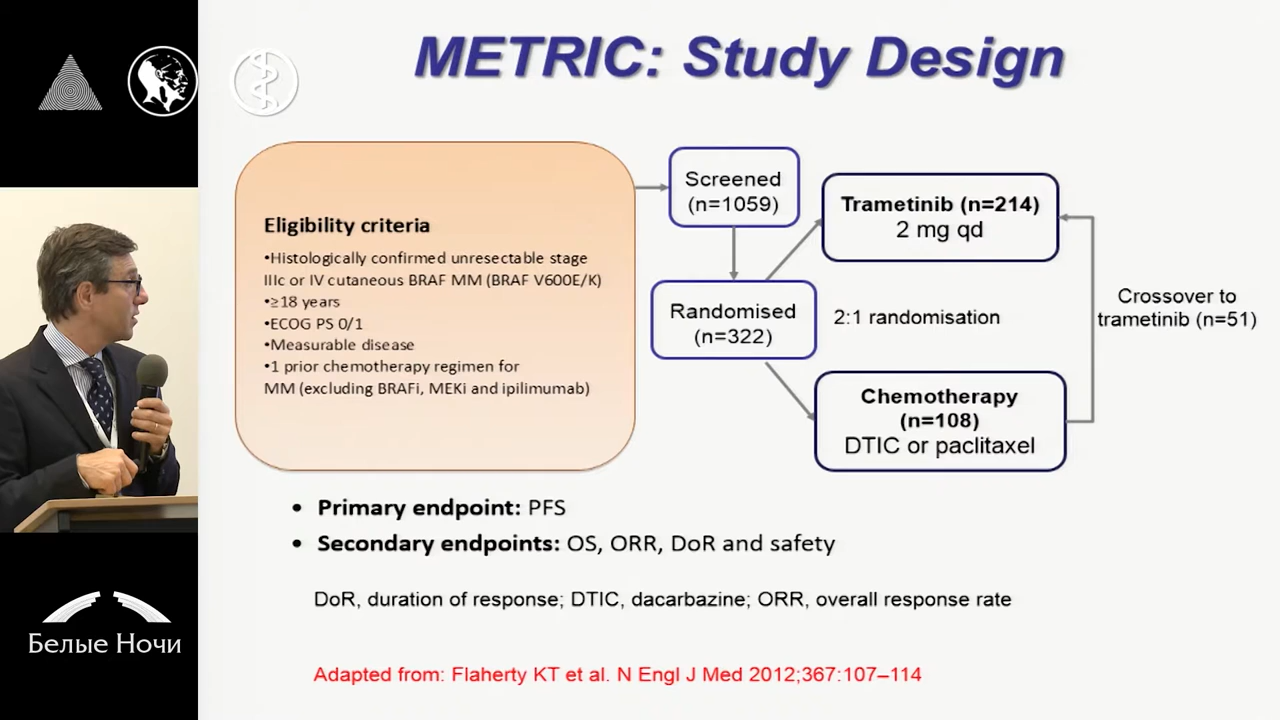 METRIC: Study Design
Eligibility criteria
•Histologically confirmed unresectable stage
IIIc or IV cutaneous BRAF MM (BRAF V600E/K)
•≥18 years
•ECOG PS 0/1
•Measurable disease
•1 prior chemotherapy regimen for
MM (excluding BRAFi, MEKi and ipilimumab)
Screened
(n=1059)
Randomised
(n=322)
2:1 randomisation
Trametinib (n=214)
2 mg qd
Chemotherapy
(n=108)
DTIC or paclitaxel
Crossover to
trametinib (n=51)
• Primary endpoint: PFS
• Secondary endpoints: OS, ORR, DoR and safety
DoR, duration of response; DTIC, dacarbazine; ORR, overall response rate
Adapted from: Flaherty KT et al. N Engl J Med 2012;367:107–114
Белые Ночи